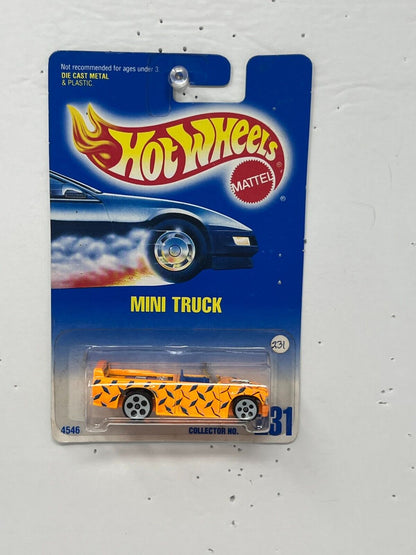 Not recommended for ages under 3
DIE CAST METAL
& PLASTIC.
HOT WHEELS
®
MATTEL
®
MINI TRUCK
231
4546
COLLECTOR NO.
231